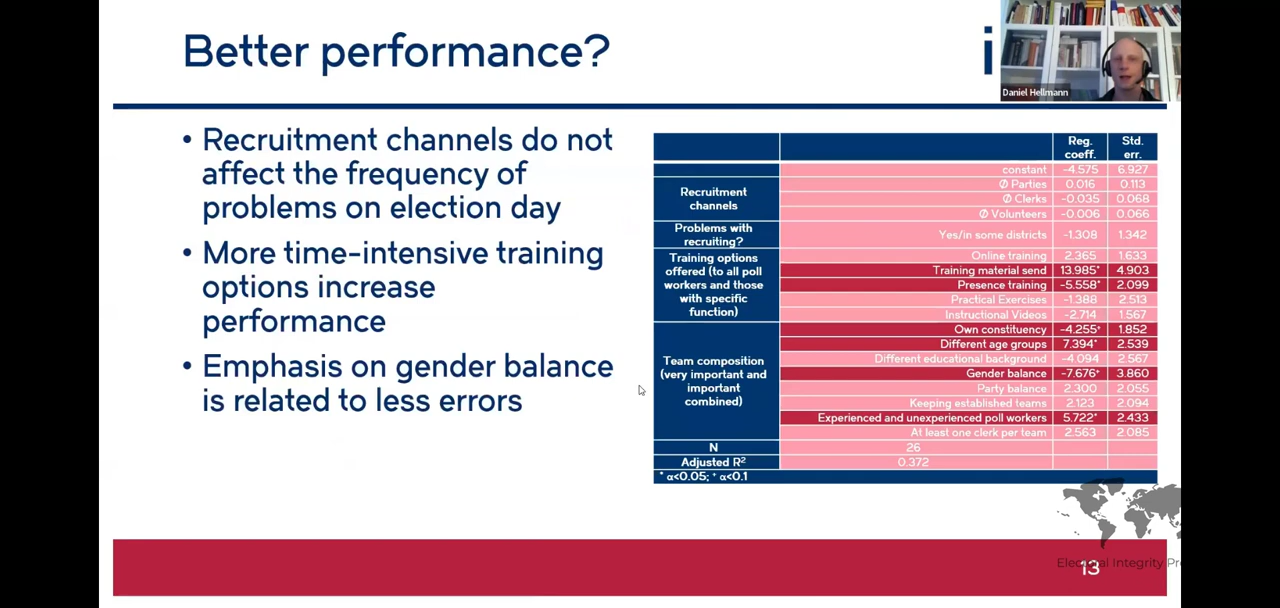 Better performance?
i
Daniel Hellmann
• Recruitment channels do not
affect the frequency of
problems on election day
• More time-intensive training
options increase
performance
• Emphasis on gender balance
is related to less errors
Reg. coeff. Std. err.
constant -4.575 6.927
Recruitment channels
Ø Parties 0.016 0.113
Ø Clerks -0.035 0.068
Ø Volunteers -0.006 0.066
Problems with recruiting?
Yes/in some districts -1.308 1.342
Training options offered (to all poll workers and those with specific function)
Online training 2.365 1.633
Training material send 13.985* 4.903
Presence training -5.558* 2.099
Practical Exercises -1.388 2.513
Instructional Videos -2.714 1.567
Team composition (very important and important combined)
Own constituency -4.255⁺ 1.852
Different age groups 7.394* 2.539
Different educational background -4.094 2.567
Gender balance -7.676⁺ 3.860
Party balance 2.300 2.055
Keeping established teams 2.123 2.094
Experienced and unexperienced poll workers 5.722* 2.433
At least one clerk per team 2.563 2.085
N 26
Adjusted R² 0.372
* α<0.05; ⁺ α<0.1
Electoral Integrity Pr
13